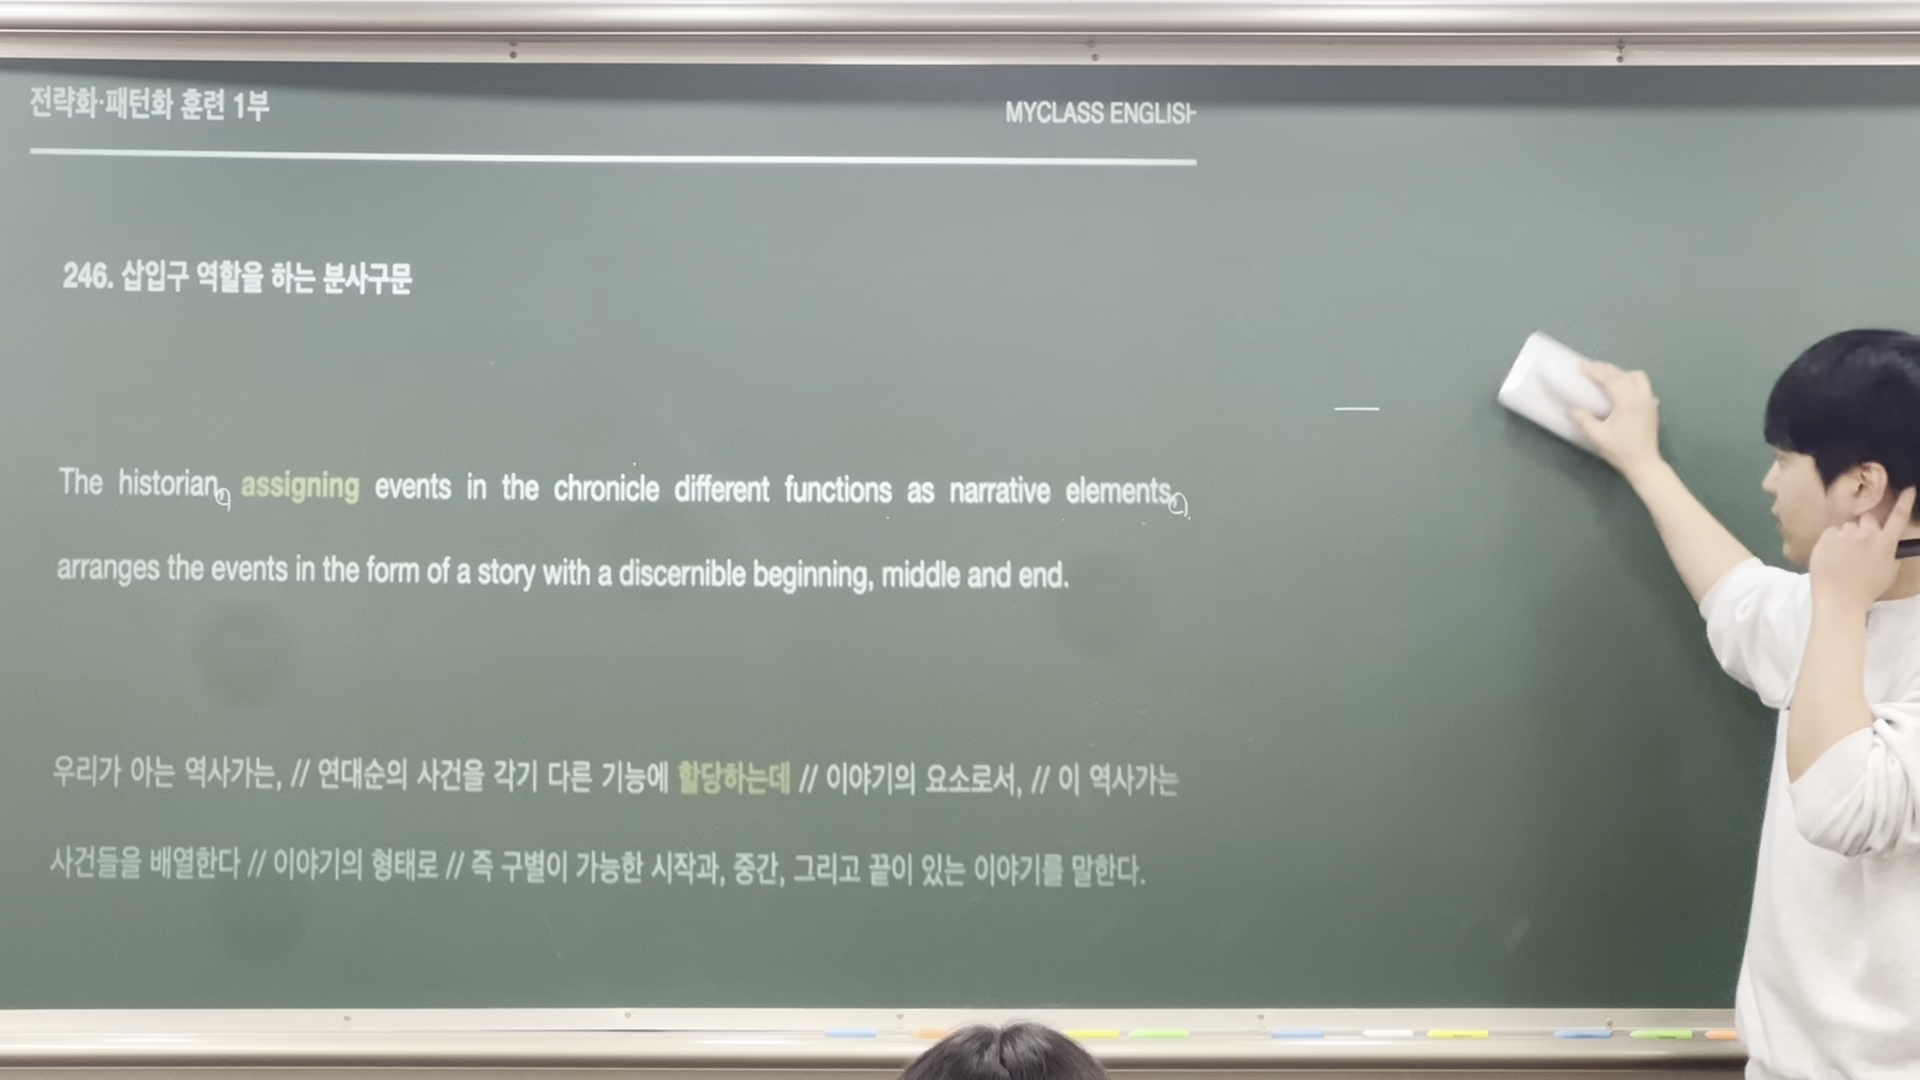 전략화·패턴화 훈련 1부
MYCLASS ENGLISH
246. 삽입구 역할을 하는 분사구문
The historian, assigning events in the chronicle different functions as narrative elements,
arranges the events in the form of a story with a discernible beginning, middle and end.
우리가 아는 역사가는, // 연대순의 사건을 각기 다른 기능에 할당하는데 // 이야기의 요소로서, // 이 역사가는
사건들을 배열한다 // 이야기의 형태로 // 즉 구별이 가능한 시작과, 중간, 그리고 끝이 있는 이야기를 말한다.